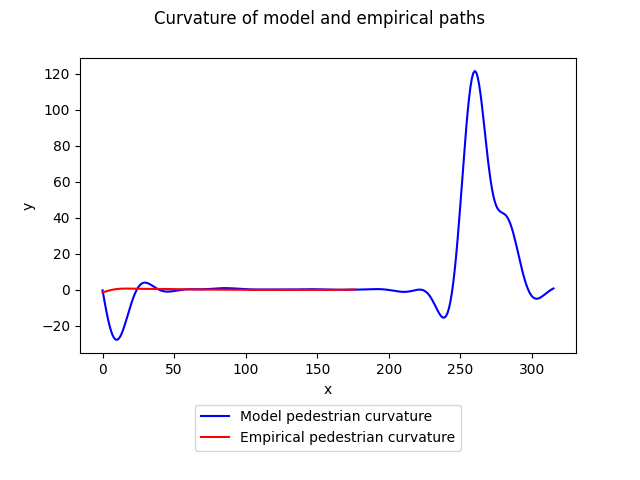 Curvature of model and empirical paths
120
100
80
60
40
20
0
−20
y
0 50 100 150 200 250 300
x
Model pedestrian curvature
Empirical pedestrian curvature